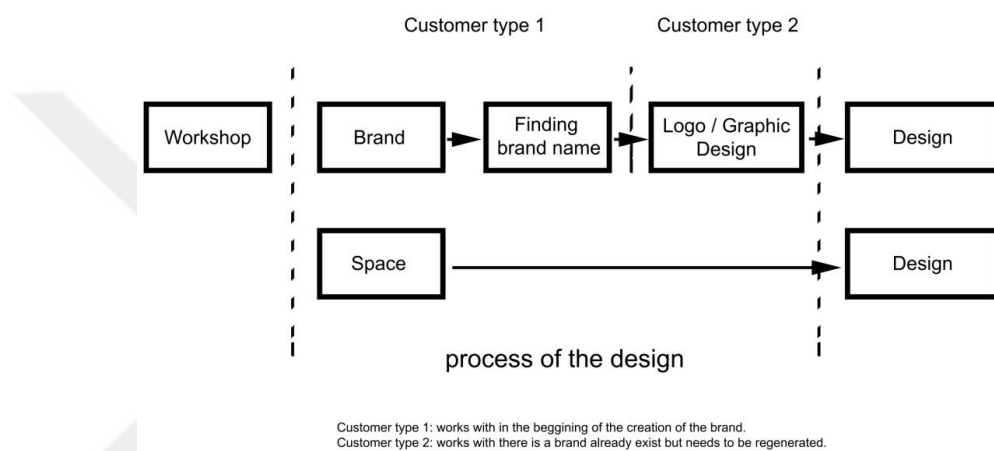 Customer type 1
Customer type 2
Workshop
Brand
Finding
brand name
Logo / Graphic
Design
Design
Space
Design
process of the design
Customer type 1: works with in the beggining of the creation of the brand.
Customer type 2: works with there is a brand already exist but needs to be regenerated.